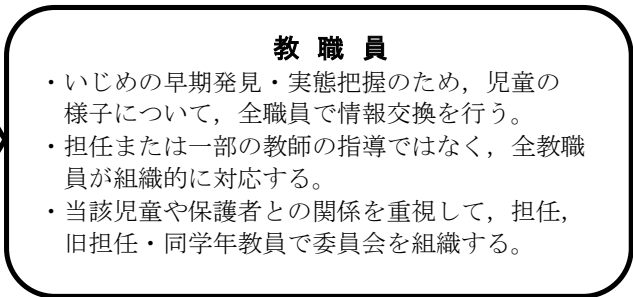 教 職 員
・いじめの早期発見・実態把握のため，児童の
様子について，全職員で情報交換を行う。
・担任または一部の教師の指導ではなく，全教職
員が組織的に対応する。
・当該児童や保護者との関係を重視して，担任，
旧担任・同学年教員で委員会を組織する。